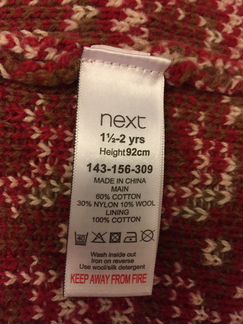 next
1½-2 yrs
Height 92cm
143-156-309
MADE IN CHINA
MAIN
60% COTTON
30% NYLON 10% WOOL
LINING
100% COTTON
Wash inside out
Iron on reverse
Use wool/silk detergent
KEEP AWAY FROM FIRE